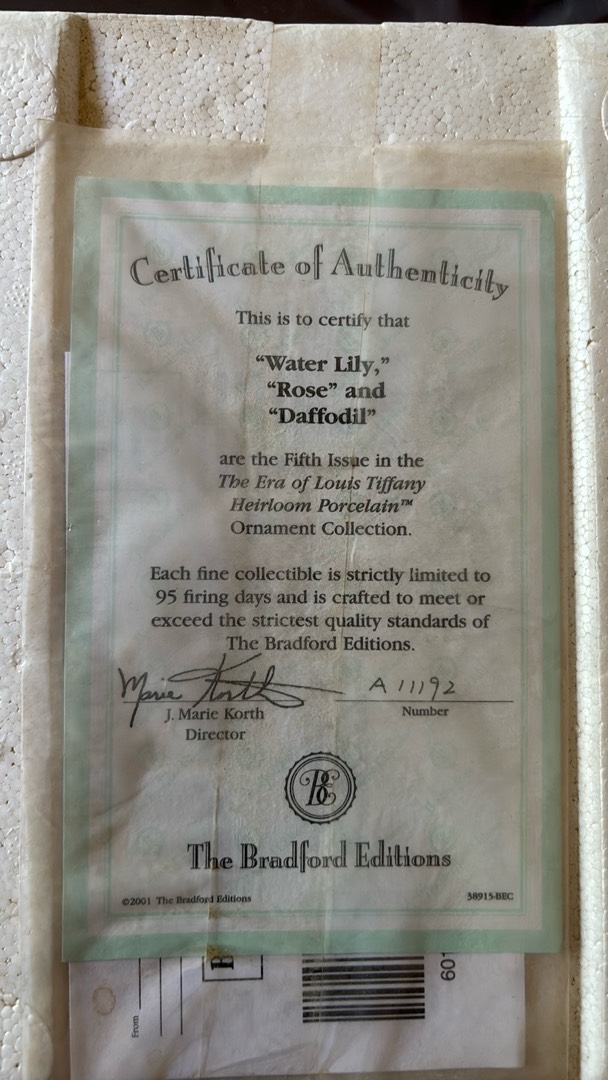 Certificate of Authenticity
This is to certify that
“Water Lily,”
“Rose” and
“Daffodil”
are the Fifth Issue in the
The Era of Louis Tiffany
Heirloom Porcelain™
Ornament Collection.
Each fine collectible is strictly limited to
95 firing days and is crafted to meet or
exceed the strictest quality standards of
The Bradford Editions.
Marie Korth
A 11192
J. Marie Korth
Number
Director
BE
The Bradford Editions
©2001 The Bradford Editions
38915-BEC
From
B
601